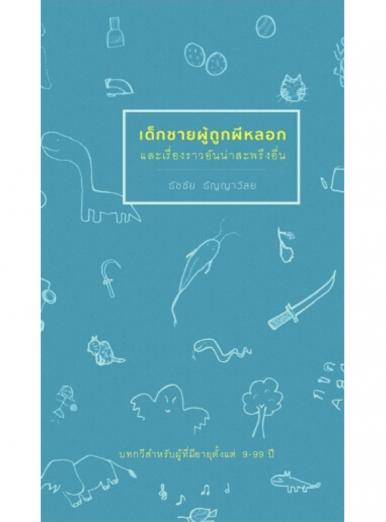 เด็กชายผู้ถูกผีหลอก
และเรื่องราวอันน่าสะพรึงอื่น
ธัชชัย ธัญญาวัลย
บทกวีสำหรับผู้ที่มีอายุตั้งแต่ 9-99 ปี